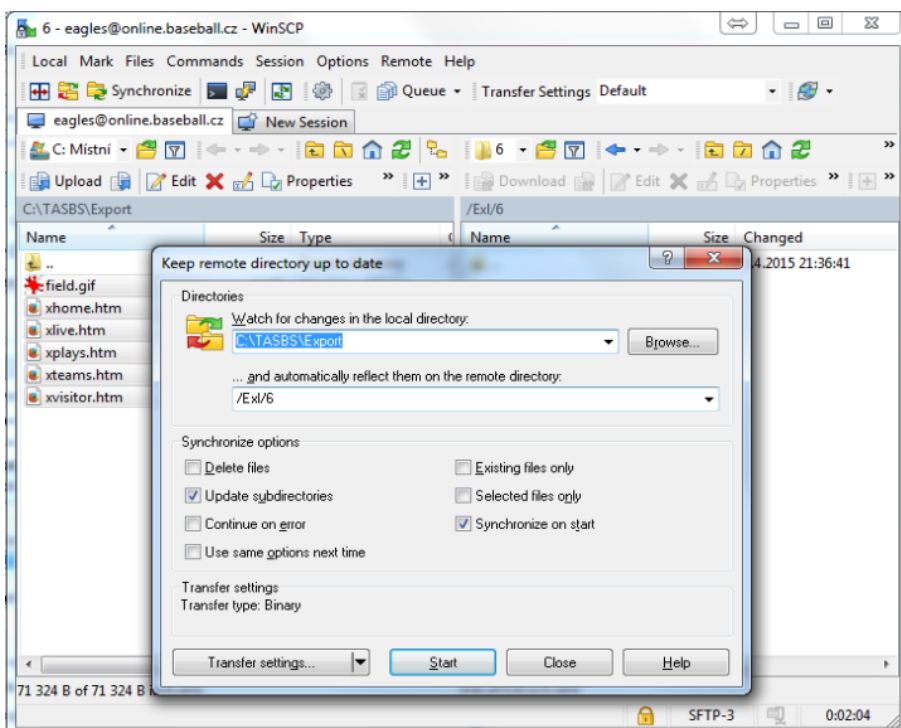 6 - eagles@online.baseball.cz - WinSCP
Local Mark Files Commands Session Options Remote Help
Synchronize Queue Transfer Settings Default
eagles@online.baseball.cz New Session
C: Místní 6
Upload Edit Properties » » Download Edit Properties » »
C:\TASBS\Export /Exl/6
Name Size Type Name Size Changed
.. 4.2015 21:36:41
field.gif
xhome.htm
xlive.htm
xplays.htm
xteams.htm
xvisitor.htm
Keep remote directory up to date
Directories
Watch for changes in the local directory:
C:\TASBS\Export Browse...
... and automatically reflect them on the remote directory:
/Exl/6
Synchronize options
Delete files Existing files only
Update subdirectories Selected files only
Continue on error Synchronize on start
Use same options next time
Transfer settings
Transfer type: Binary
Transfer settings... Start Close Help
71 324 B of 71 324 B
SFTP-3 0:02:04